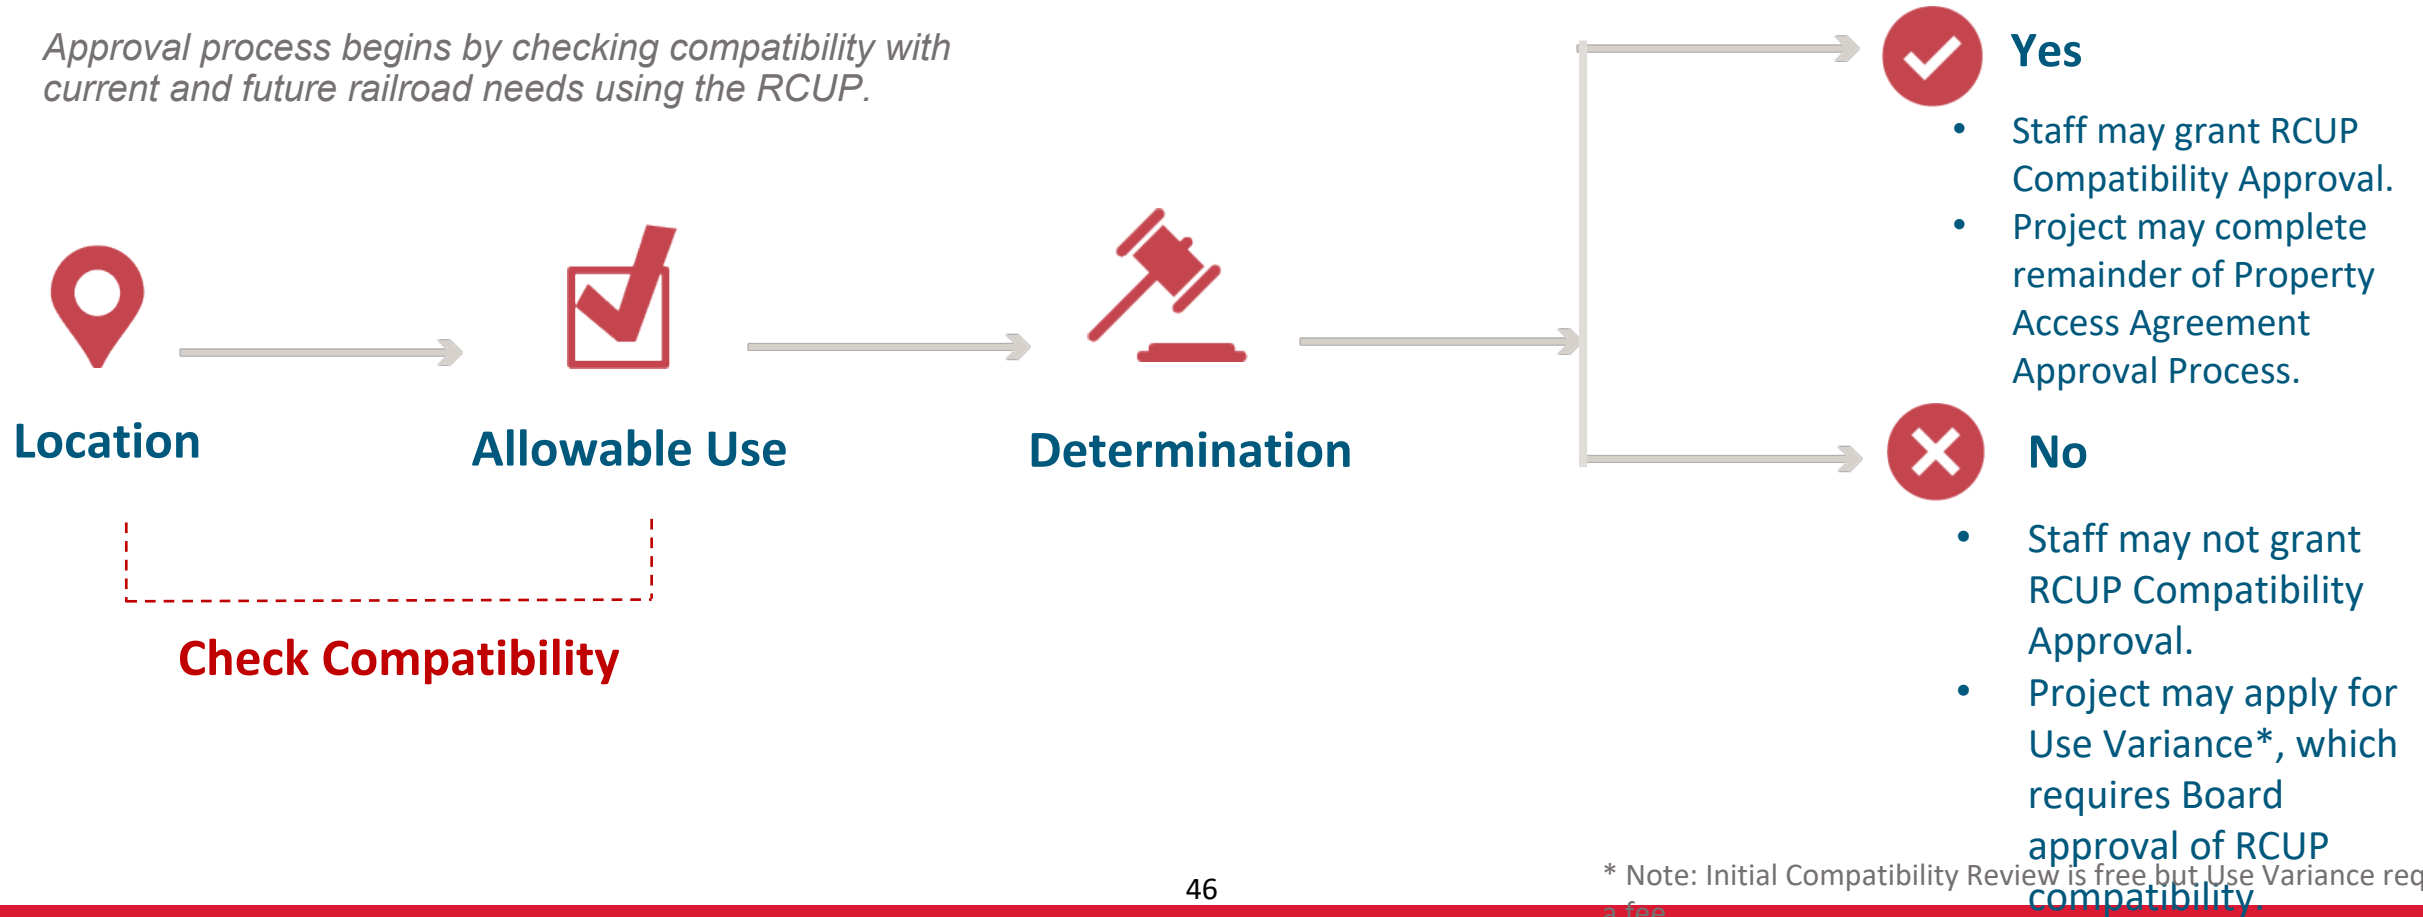 Approval process begins by checking compatibility with
current and future railroad needs using the RCUP.
Location
Allowable Use
Determination
Check Compatibility
Yes
• Staff may grant RCUP
Compatibility Approval.
• Project may complete
remainder of Property
Access Agreement
Approval Process.
No
• Staff may not grant
RCUP Compatibility
Approval.
• Project may apply for
Use Variance*, which
requires Board
approval of RCUP
compatibility.
* Note: Initial Compatibility Review is free but Use Variance req
a fee
46